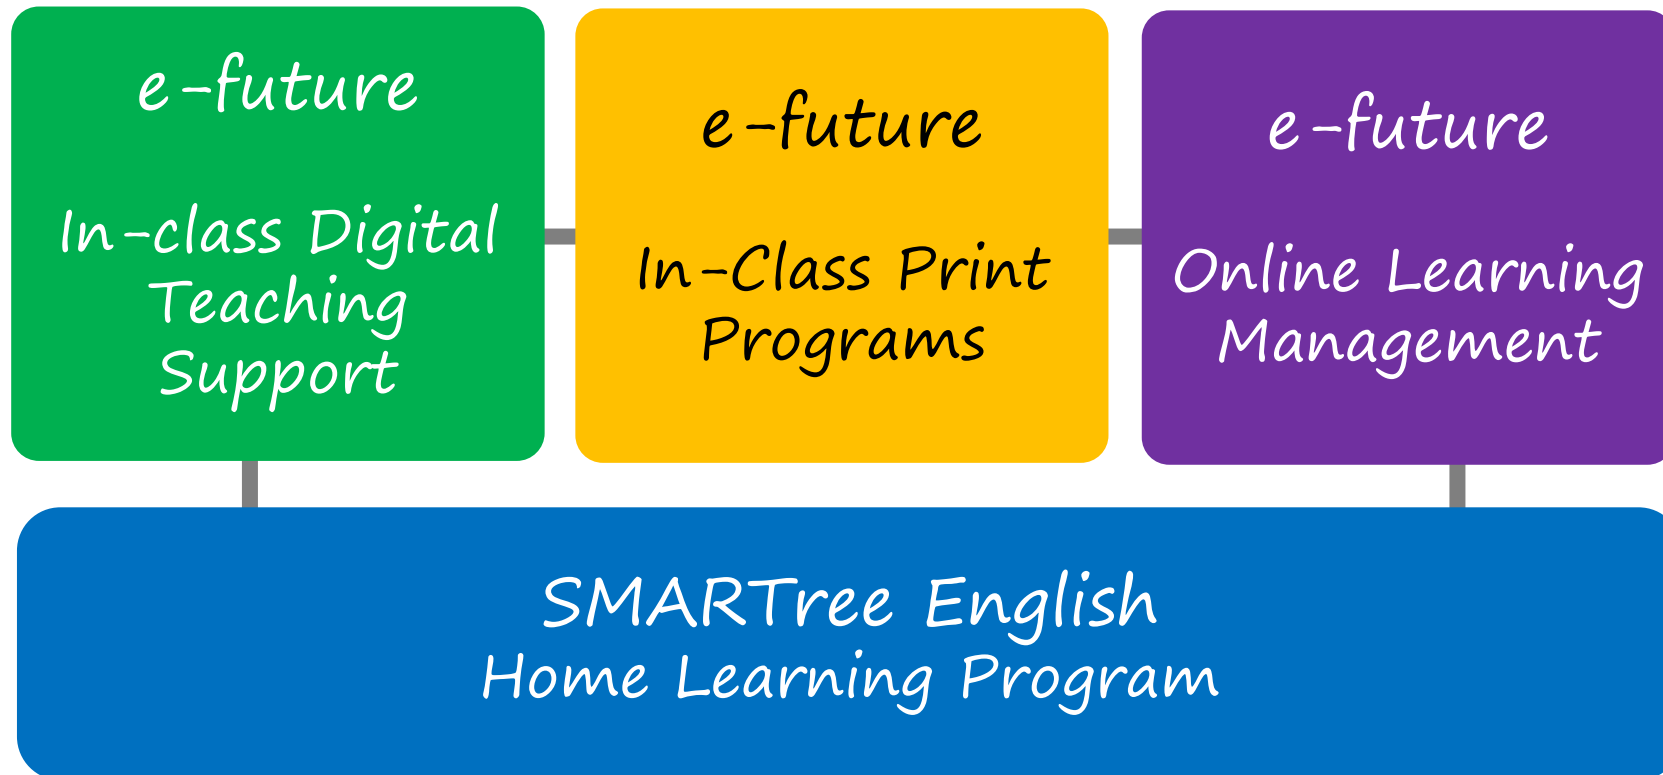 e-future
In-class Digital
Teaching
Support
e-future
In-Class Print
Programs
e-future
Online Learning
Management
SMARTree English
Home Learning Program